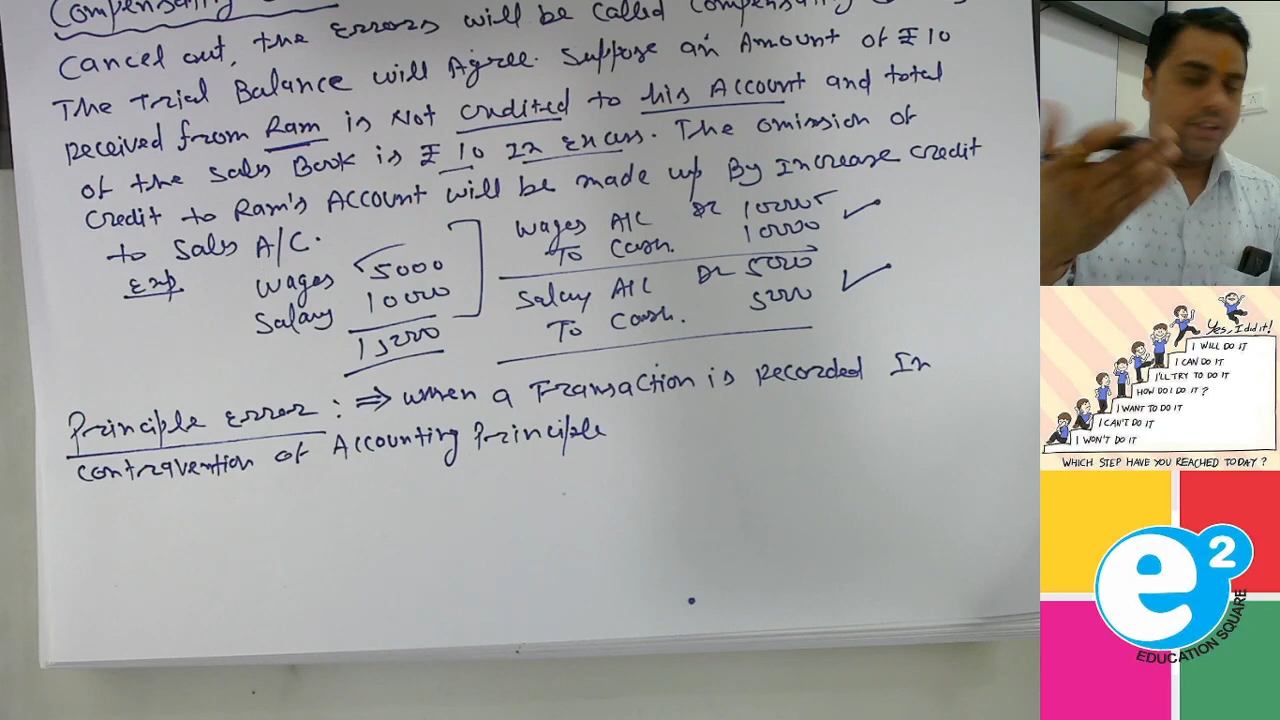 Compensating
Cancel out, the Errors will be called Compensating
The Trial Balance will Agree. Suppose an Amount of ₹ 10
received from Ram is Not credited to his Account and total
of the Sales Book is ₹ 10 In excess. The omission of
Credit to Ram's Account will be made up By Increase credit
to Sales A/C.
Exp
Wages 5000
Salary 10000
15000
Wages A/C Dr 10000
To Cash. 10000
Salary A/C Dr 5000
To Cash. 5000
Principle Error : ⇒ When a Transaction is Recorded In
contravention of Accounting Principle
Yes, I did it!
I WILL DO IT
I CAN DO IT
I'LL TRY TO DO IT
HOW DO I DO IT ?
I WANT TO DO IT
I CAN'T DO IT
I WON'T DO IT
WHICH STEP HAVE YOU REACHED TODAY ?
e2
EDUCATION SQUARE